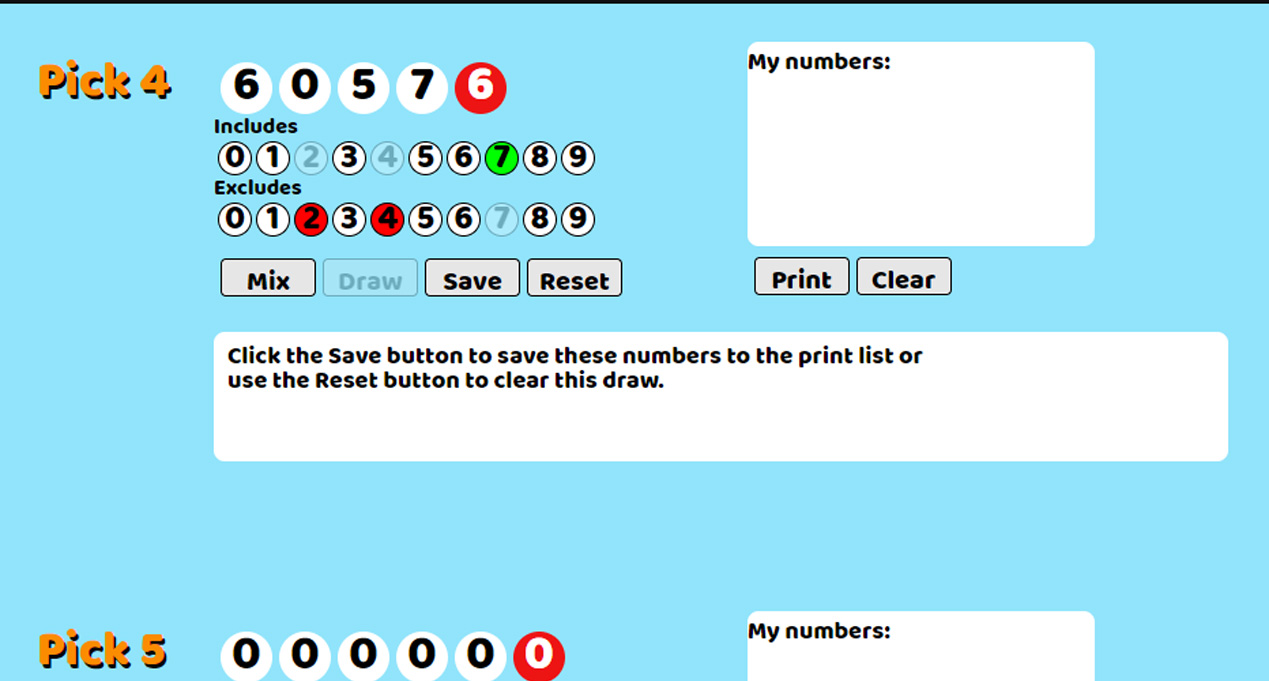 Pick 4
6 0 5 7 6
Includes
0 1 2 3 4 5 6 7 8 9
Excludes
0 1 2 3 4 5 6 7 8 9
Mix Draw Save Reset
My numbers:
Print Clear
Click the Save button to save these numbers to the print list or
use the Reset button to clear this draw.
Pick 5
0 0 0 0 0 0
My numbers: